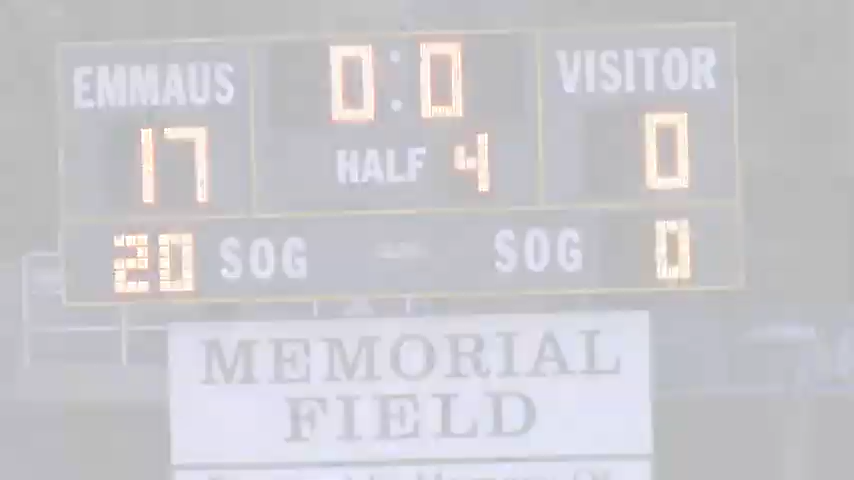 EMMAUS 0:0 VISITOR
17 HALF 4 0
20 SOG SOG 0
MEMORIAL
FIELD